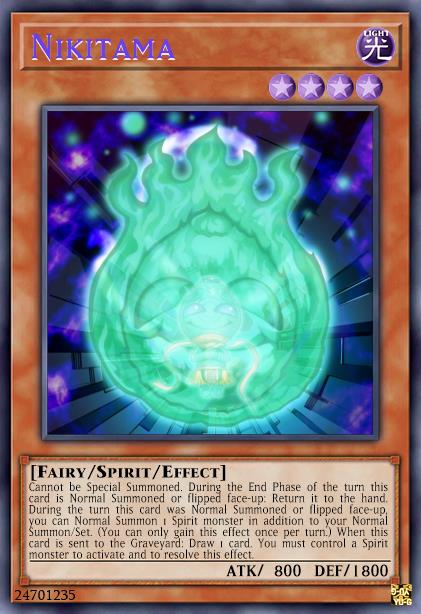 Nikitama
LIGHT
光
[Fairy/Spirit/Effect]
Cannot be Special Summoned. During the End Phase of the turn this
card is Normal Summoned or flipped face-up: Return it to the hand.
During the turn this card was Normal Summoned or flipped face-up,
you can Normal Summon 1 Spirit monster in addition to your Normal
Summon/Set. (You can only gain this effect once per turn.) When this
card is sent to the Graveyard: Draw 1 card. You must control a Spirit
monster to activate and to resolve this effect.
ATK/ 800 DEF/1800
24701235